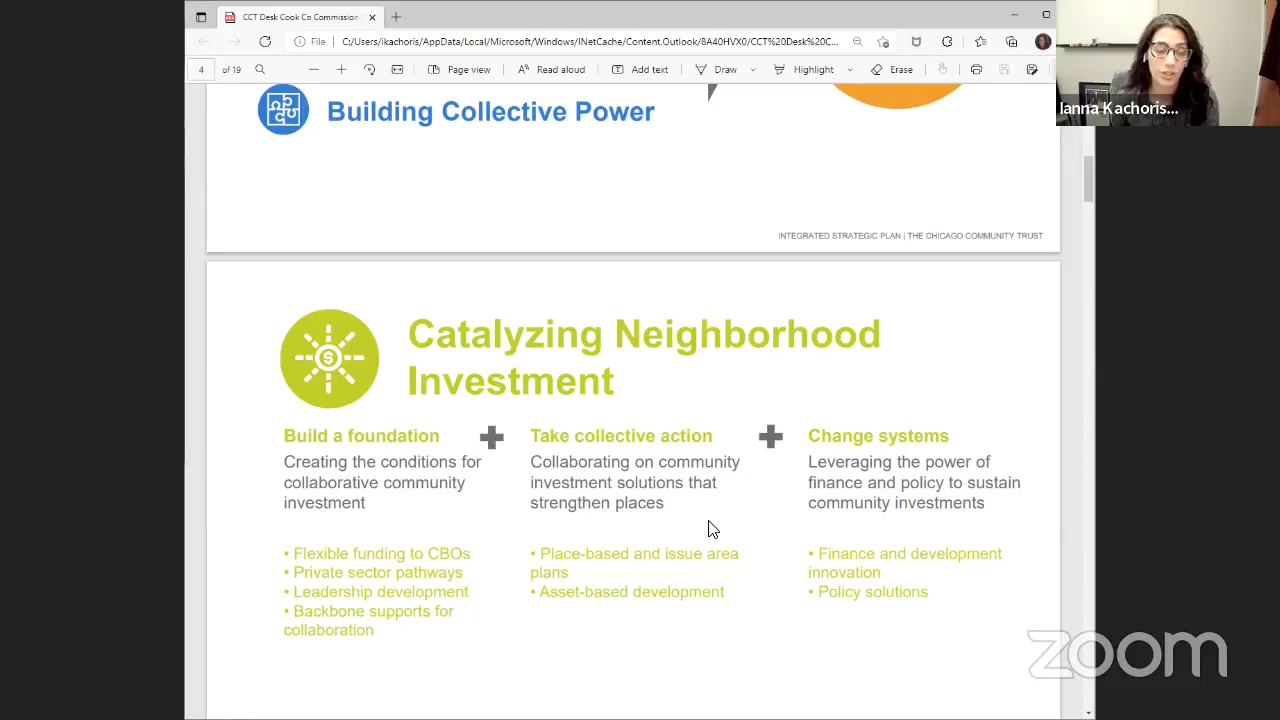 CCT Desk Cook Co Commission
File
C:/Users/ikachoris/AppData/Local/Microsoft/Windows/INetCache/Content.Outlook/8A40HVX0/CCT%20Desk%20C...
4 of 19
Page view
Read aloud
Add text
Draw
Highlight
Erase
Ianna Kachoris...
Building Collective Power
INTEGRATED STRATEGIC PLAN | THE CHICAGO COMMUNITY TRUST
$
Catalyzing Neighborhood
Investment
Build a foundation
Creating the conditions for
collaborative community
investment
• Flexible funding to CBOs
• Private sector pathways
• Leadership development
• Backbone supports for
collaboration
Take collective action
Collaborating on community
investment solutions that
strengthen places
• Place-based and issue area
plans
• Asset-based development
Change systems
Leveraging the power of
finance and policy to sustain
community investments
• Finance and development
innovation
• Policy solutions
zoom